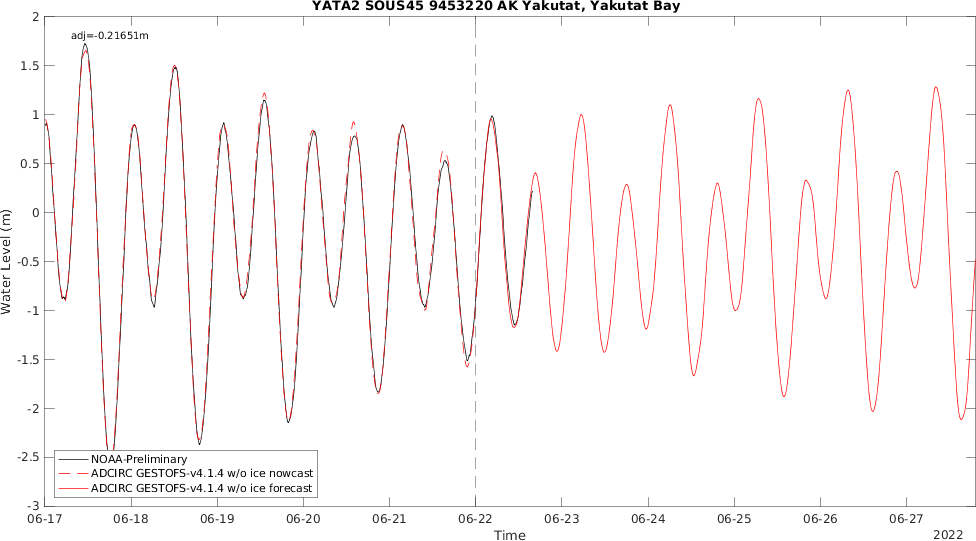 YATA2 SOUS45 9453220 AK Yakutat, Yakutat Bay
adj=-0.21651m
2
1.5
1
0.5
0
-0.5
-1
-1.5
-2
-2.5
-3
Water Level (m)
NOAA-Preliminary
ADCIRC GESTOFS-v4.1.4 w/o ice nowcast
ADCIRC GESTOFS-v4.1.4 w/o ice forecast
06-17 06-18 06-19 06-20 06-21 06-22 06-23 06-24 06-25 06-26 06-27
Time
2022